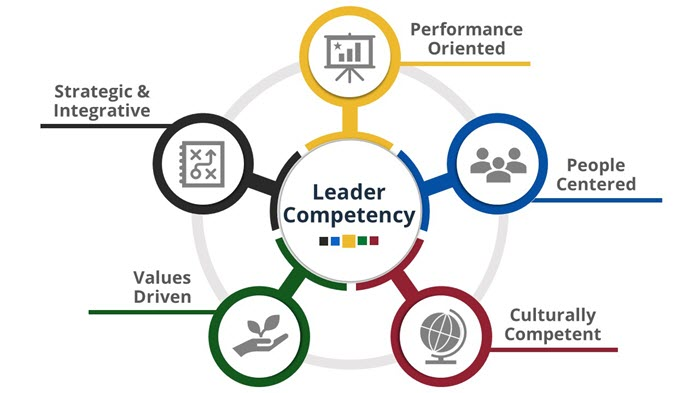 Performance
Oriented
Strategic &
Integrative
People
Centered
Leader
Competency
Values
Driven
Culturally
Competent